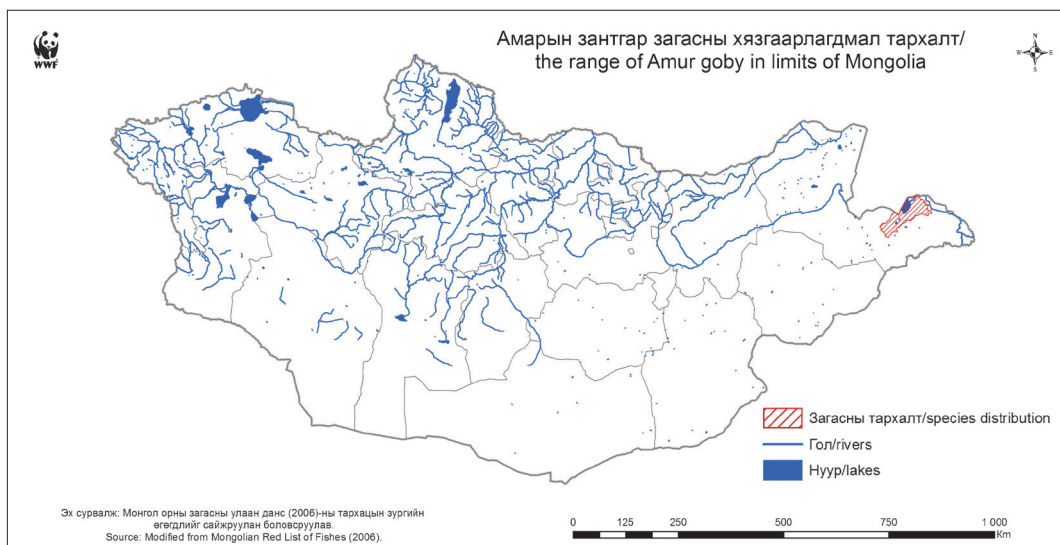 WWF
Амарын зантгар загасны хязгаарлагдмал тархалт/
the range of Amur goby in limits of Mongolia
N
W E
S
Загасны тархалт/species distribution
Гол/rivers
Нуур/lakes
Эх сурвалж: Монгол орны загасны улаан данс (2006)-ны тархацын зургийн
өгөгдлийг сайжруулан боловсруулав.
Source: Modified from Mongolian Red List of Fishes (2006).
0 125 250 500 750 1 000
Km